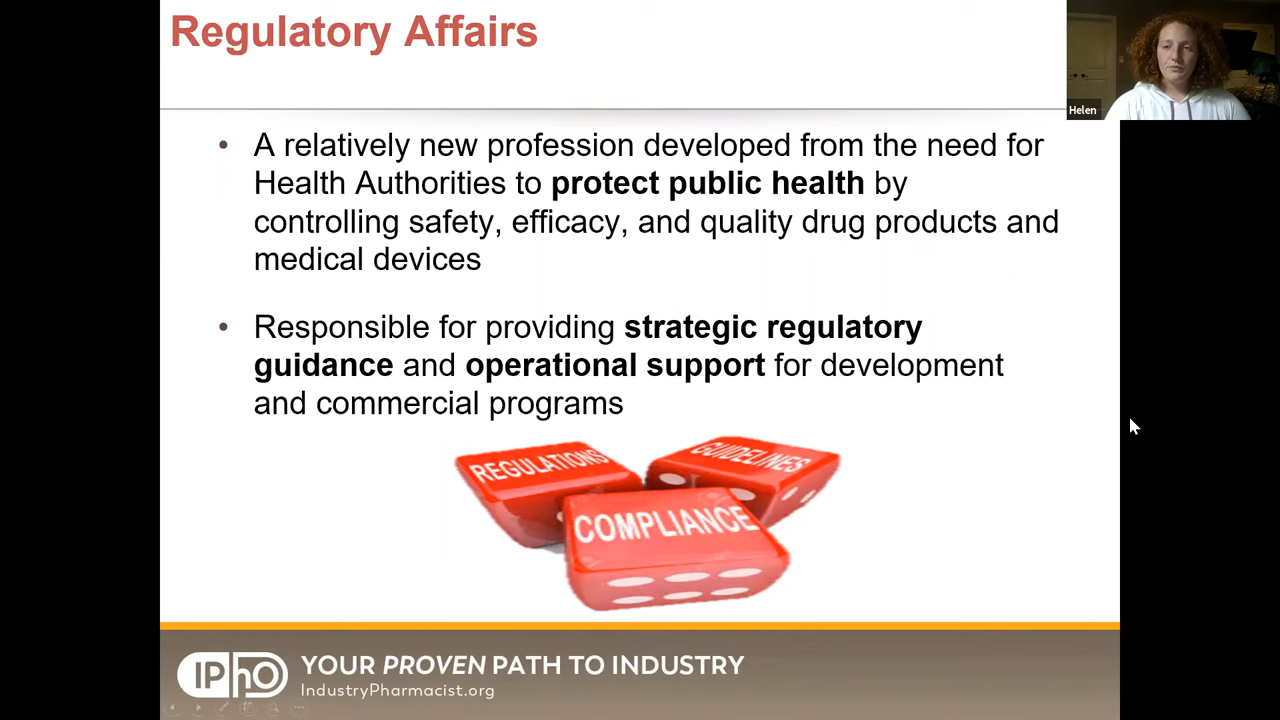 Regulatory Affairs
Helen
• A relatively new profession developed from the need for
Health Authorities to protect public health by
controlling safety, efficacy, and quality drug products and
medical devices
• Responsible for providing strategic regulatory
guidance and operational support for development
and commercial programs
REGULATIONS
GUIDELINES
COMPLIANCE
IPhO
YOUR PROVEN PATH TO INDUSTRY
IndustryPharmacist.org